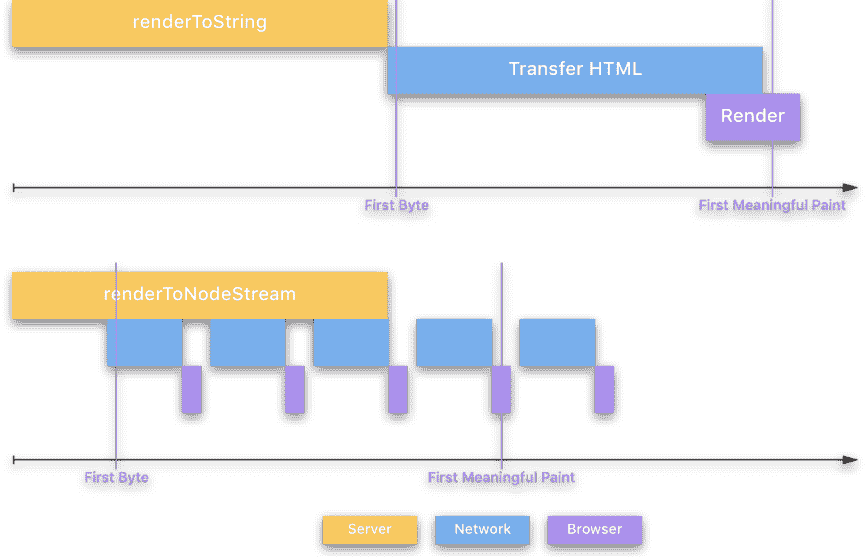 renderToString
Transfer HTML
Render
First Byte
First Meaningful Paint
renderToNodeStream
First Byte
First Meaningful Paint
Server
Network
Browser